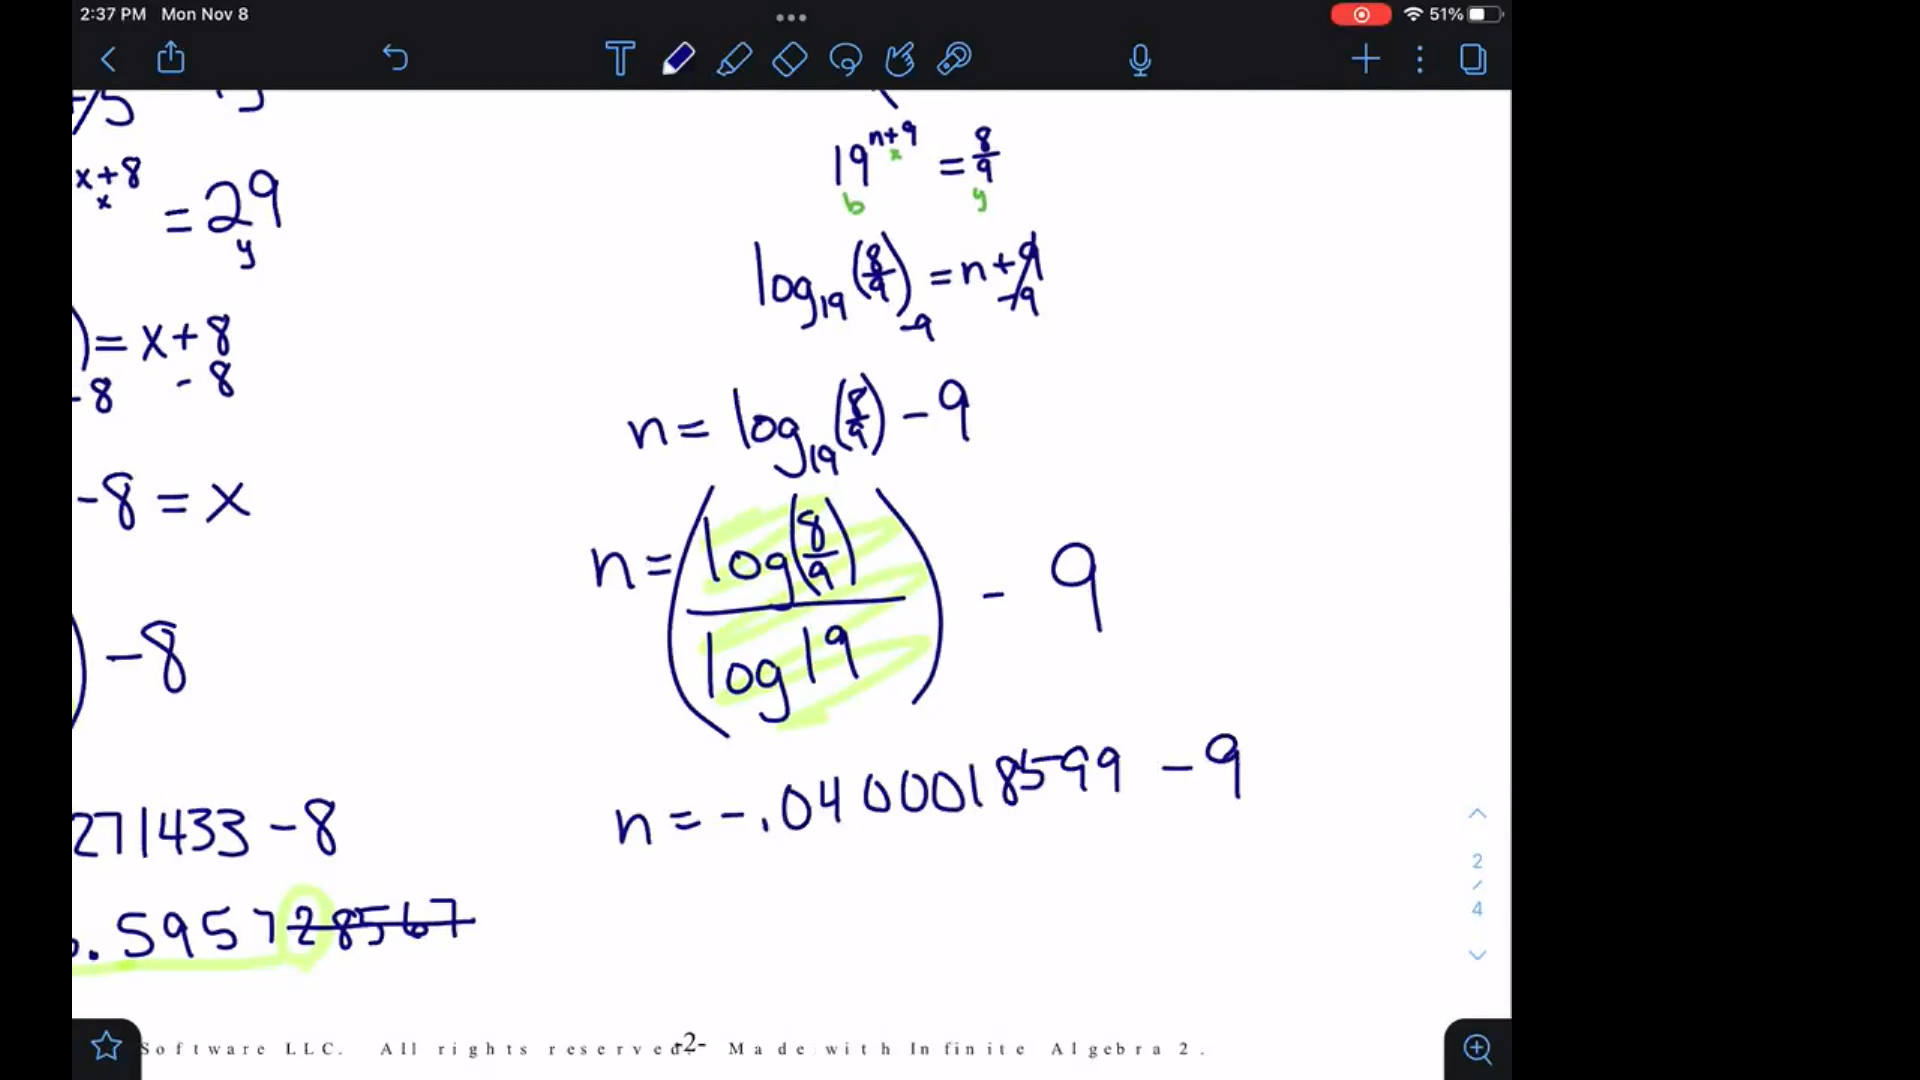 2:37 PM Mon Nov 8
51%
T
x+8
x
= 29
y
) = x + 8
-8 - 8
-8 = x
) - 8
271433 - 8
. 5957 28567
19^(n+9) = 8/9
x
b y
log₁₉(8/9) = n + 9
-9 -9
n = log₁₉(8/9) - 9
n = (log(8/9) / log 19) - 9
n = -.0400018599 - 9
2
/
4
Software LLC. All rights reserved. -2- Made with Infinite Algebra 2.